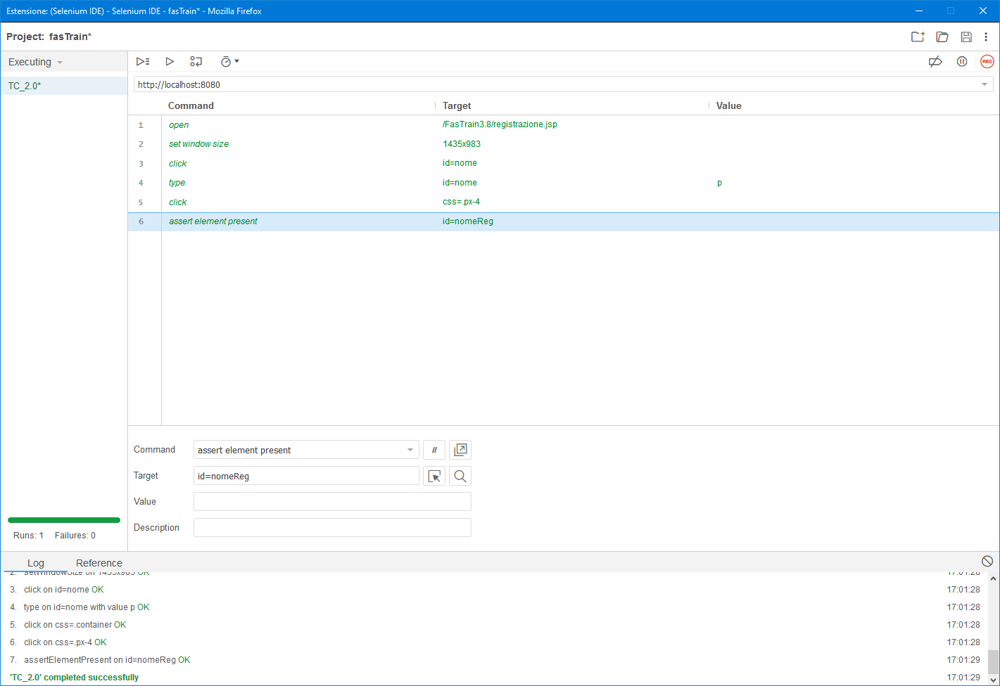 Estensione: (Selenium IDE) - Selenium IDE - fasTrain* - Mozilla Firefox
Project: fasTrain*
Executing
TC_2.0*
http://localhost:8080
Command Target Value
1 open /FasTrain3.8/registrazione.jsp
2 set window size 1435x983
3 click id=nome
4 type id=nome p
5 click css=.px-4
6 assert element present id=nomeReg
Command assert element present //
Target id=nomeReg
Value
Description
Runs: 1 Failures: 0
REC
Log Reference
2. setWindowSize on 1435x983 OK 17:01:28
3. click on id=nome OK 17:01:28
4. type on id=nome with value p OK 17:01:28
5. click on css=.container OK 17:01:28
6. click on css=.px-4 OK 17:01:28
7. assertElementPresent on id=nomeReg OK 17:01:29
'TC_2.0' completed successfully 17:01:29